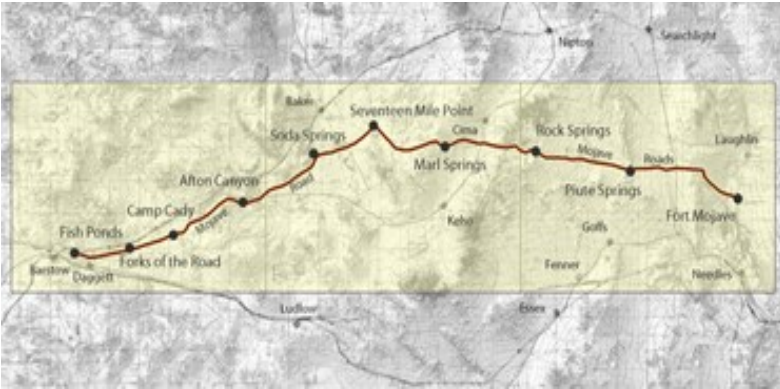 Nipton
Searchlight
Baker
Seventeen Mile Point
Soda Springs
Cima
Rock Springs
Laughlin
Marl Springs
Mojave
Roads
Afton Canyon
Road
Piute Springs
Camp Cady
Mojave
Fort Mojave
Kelso
Goffs
Fish Ponds
Forks of the Road
Fenner
Barstow
Daggett
Needles
Ludlow
Essex